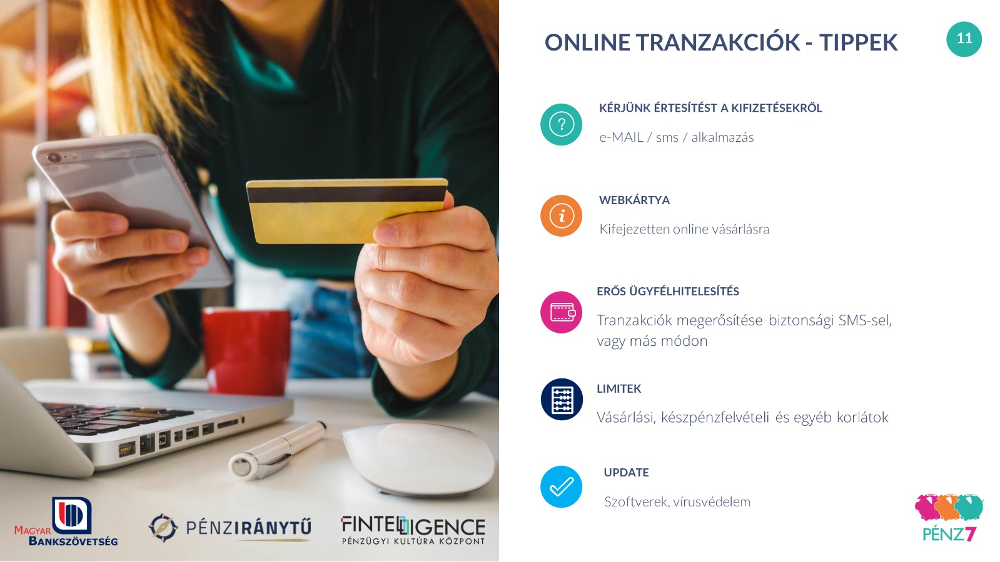 ONLINE TRANZAKCIÓK - TIPPEK
11
?
KÉRJÜNK ÉRTESÍTÉST A KIFIZETÉSEKRŐL
e-MAIL / sms / alkalmazás
i
WEBKÁRTYA
Kifejezetten online vásárlásra
ERŐS ÜGYFÉLHITELESÍTÉS
Tranzakciók megerősítése biztonsági SMS-sel,
vagy más módon
LIMITEK
Vásárlási, készpénzfelvételi és egyéb korlátok
UPDATE
Szoftverek, vírusvédelem
MAGYAR
BANKSZÖVETSÉG
PÉNZIRÁNYTŰ
FINTELLIGENCE
PÉNZÜGYI KULTÚRA KÖZPONT
PÉNZ7